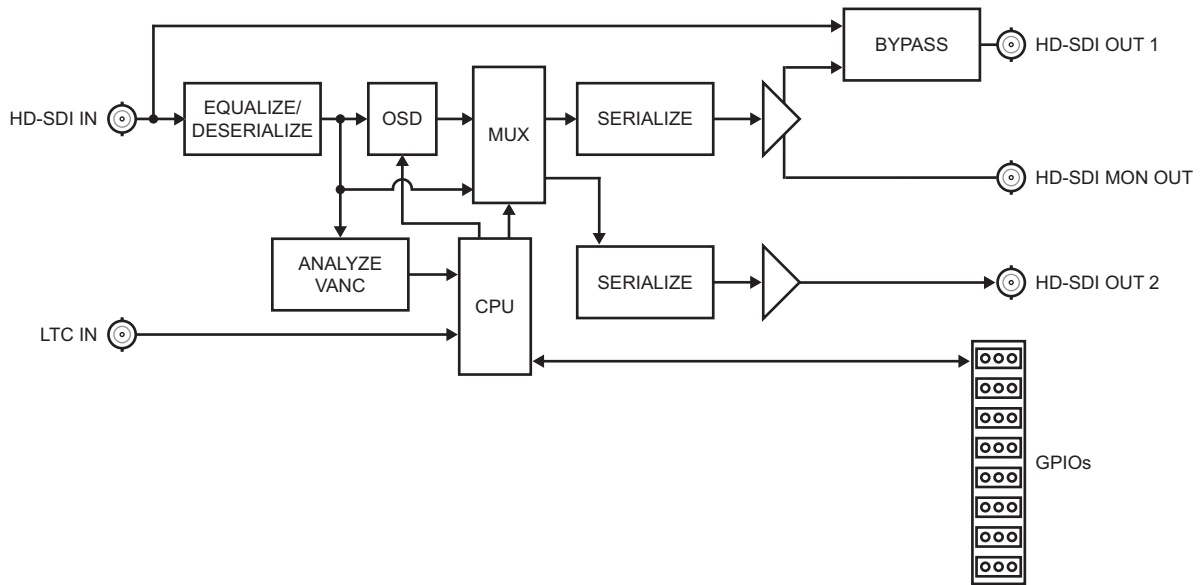 BYPASS
HD-SDI OUT 1
HD-SDI IN
EQUALIZE/
DESERIALIZE
OSD
MUX
SERIALIZE
HD-SDI MON OUT
ANALYZE
VANC
CPU
SERIALIZE
HD-SDI OUT 2
LTC IN
GPIOs